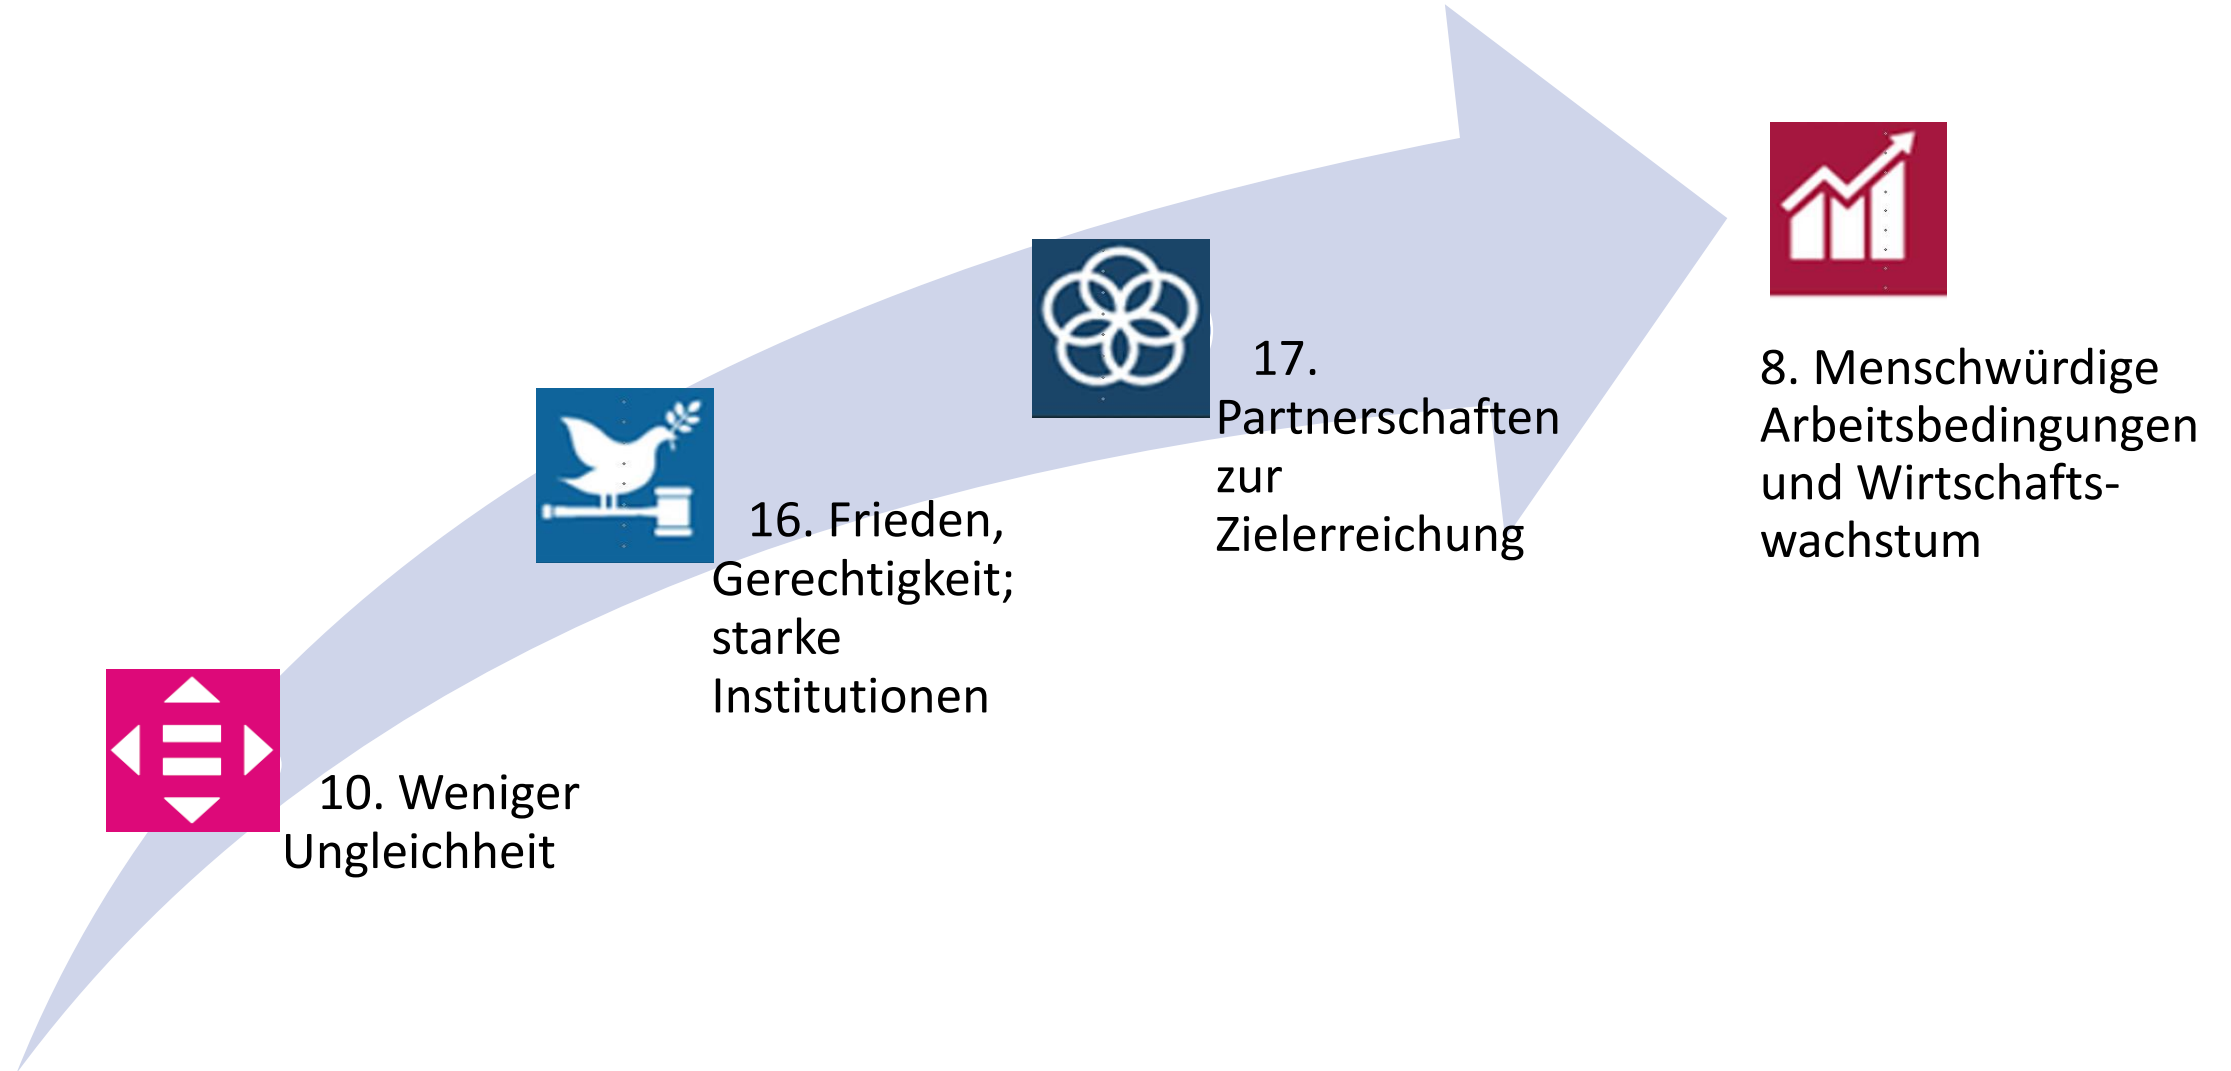 10. Weniger
Ungleichheit
16. Frieden,
Gerechtigkeit;
starke
Institutionen
17.
Partnerschaften
zur
Zielerreichung
8. Menschwürdige
Arbeitsbedingungen
und Wirtschafts-
wachstum